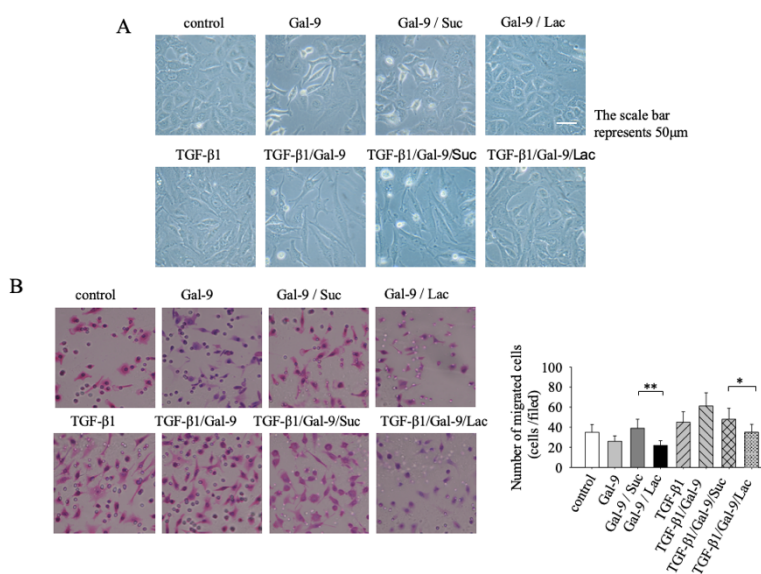 A
control Gal-9 Gal-9 / Suc Gal-9 / Lac
The scale bar
represents 50μm
TGF-β1 TGF-β1/Gal-9 TGF-β1/Gal-9/Suc TGF-β1/Gal-9/Lac
B
control Gal-9 Gal-9 / Suc Gal-9 / Lac
TGF-β1 TGF-β1/Gal-9 TGF-β1/Gal-9/Suc TGF-β1/Gal-9/Lac
Number of migrated cells
(cells /filed)
100
80
60
40
20
0
**
*
control
Gal-9
Gal-9 / Suc
Gal-9 / Lac
TGF-β1
TGF-β1/Gal-9
TGF-β1/Gal-9/Suc
TGF-β1/Gal-9/Lac